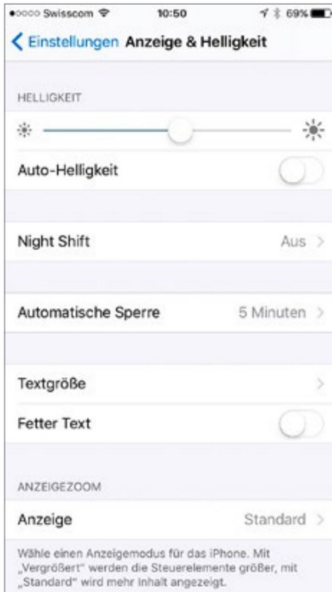 Swisscom 10:50 69%
Einstellungen Anzeige & Helligkeit
HELLIGKEIT
Auto-Helligkeit
Night Shift Aus
Automatische Sperre 5 Minuten
Textgröße
Fetter Text
ANZEIGEZOOM
Anzeige Standard
Wähle einen Anzeigemodus für das iPhone. Mit
„Vergrößert" werden die Steuerelemente größer, mit
„Standard" wird mehr Inhalt angezeigt.